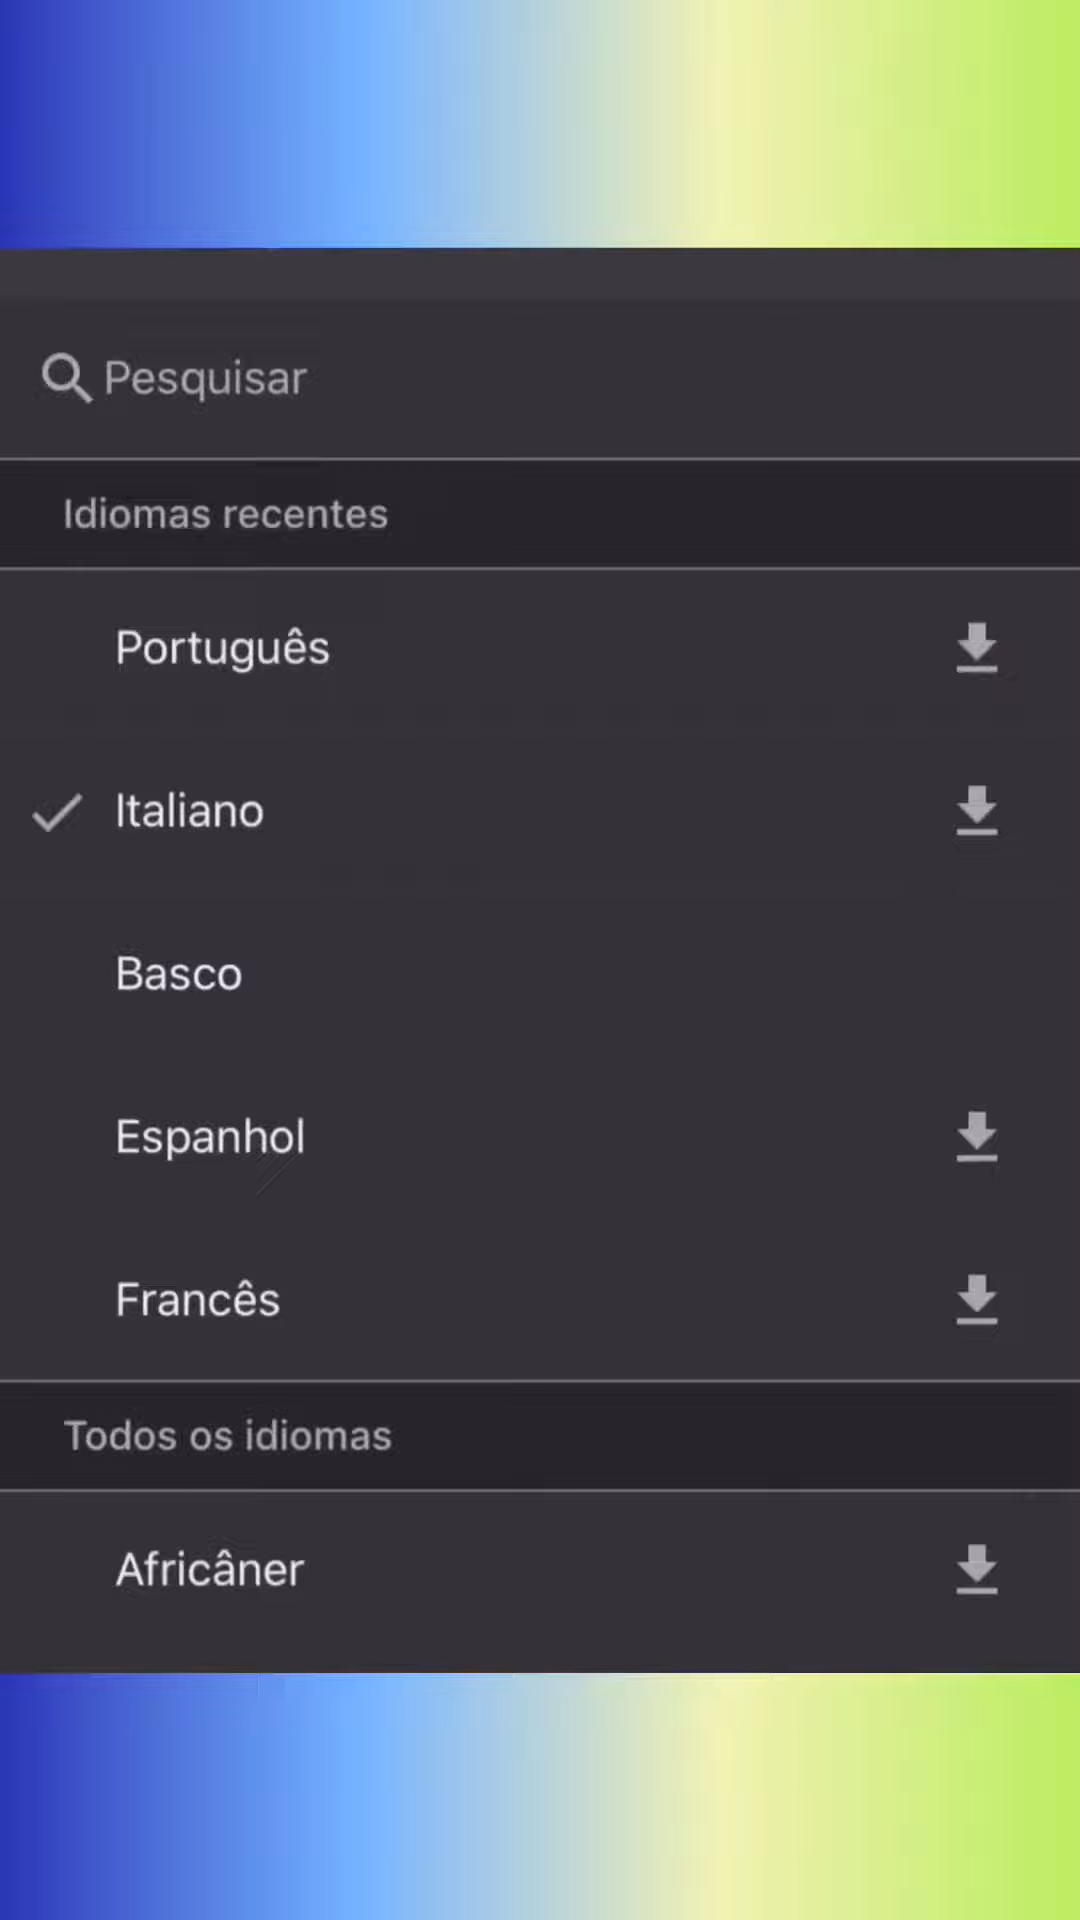 Pesquisar
Idiomas recentes
Português
Italiano
Basco
Espanhol
Francês
Todos os idiomas
Africâner